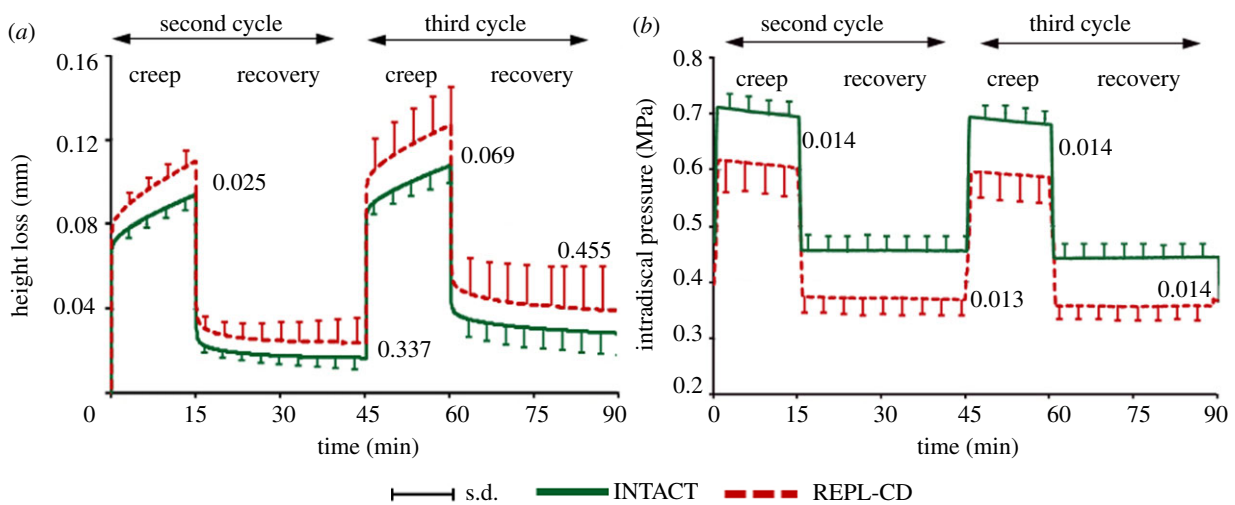 (a)
second cycle
third cycle
creep
recovery
creep
recovery
height loss (mm)
0.16
0.12
0.08
0.04
0
0.025
0.337
0.069
0.455
15
30
45
60
75
90
time (min)
(b)
second cycle
third cycle
creep
recovery
creep
recovery
intradiscal pressure (MPa)
0.8
0.7
0.6
0.5
0.4
0.3
0.2
0.014
0.013
0.014
0.014
0
15
30
45
60
75
90
time (min)
s.d.
INTACT
REPL-CD